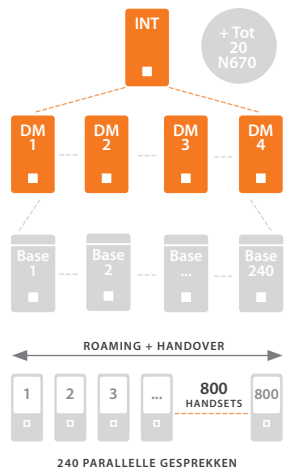 INT
+ Tot
20
N670
DM
1
DM
2
DM
3
DM
4
Base
1
Base
2
Base
...
Base
240
ROAMING + HANDOVER
1
2
3
...
800
HANDSETS
800
240 PARALLELLE GESPREKKEN